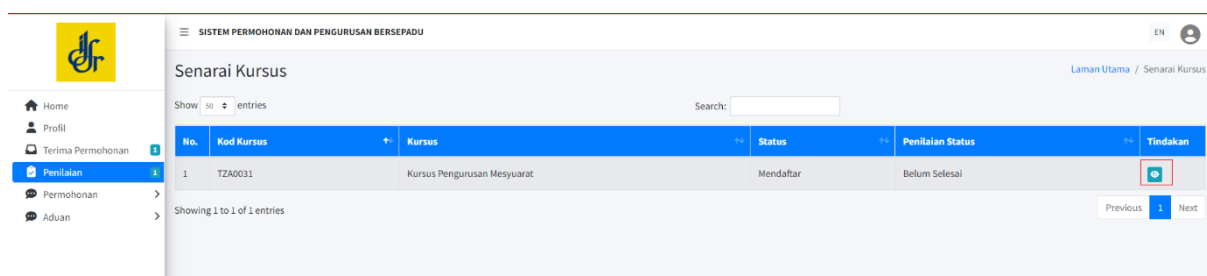 SISTEM PERMOHONAN DAN PENGURUSAN BERSEPADU EN
Senarai Kursus
Laman Utama / Senarai Kursus
Home
Profil
Terima Permohonan 1
Penilaian 1
Permohonan
Aduan
Show 50 entries
Search:
No. Kod Kursus Kursus Status Penilaian Status Tindakan
1 TZA0031 Kursus Pengurusan Mesyuarat Mendaftar Belum Selesai
Showing 1 to 1 of 1 entries
Previous 1 Next